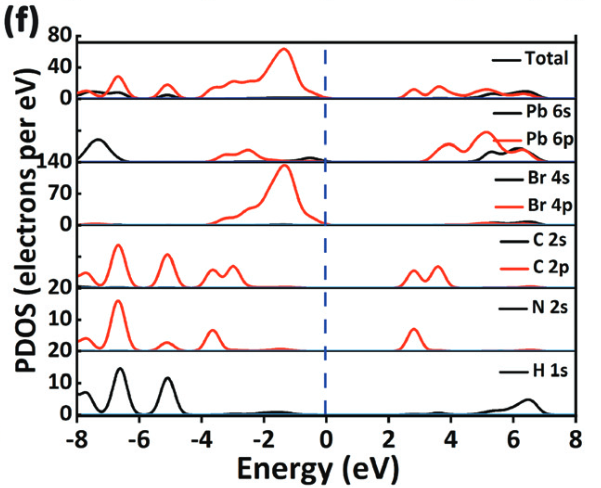 (f)
PDOS (electrons per eV)
80
40
0
Total
Pb 6s
Pb 6p
140
70
0
Br 4s
Br 4p
C 2s
C 2p
20
10
N 2s
20
10
0
H 1s
-8 -6 -4 -2 0 2 4 6 8
Energy (eV)